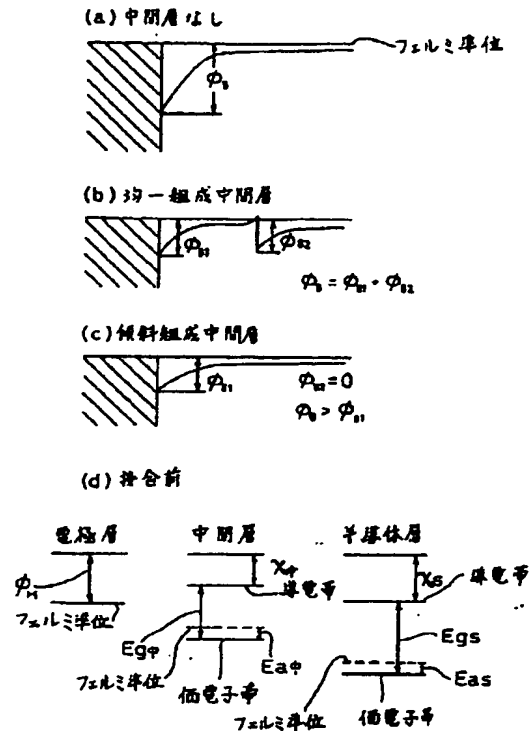 (a) 中間層なし
フェルミ準位
φB
(b) 均一組成中間層
φB1
φB2
φB = φB1 + φB2
(c) 傾斜組成中間層
φB1
φB2 = 0
φB > φB1
(d) 接合前
電極層 中間層 半導体層
φM
χ中
χs
導電帯
導電帯
フェルミ準位
Eg中
Egs
フェルミ準位
Ea中
Eas
価電子帯
フェルミ準位
価電子帯